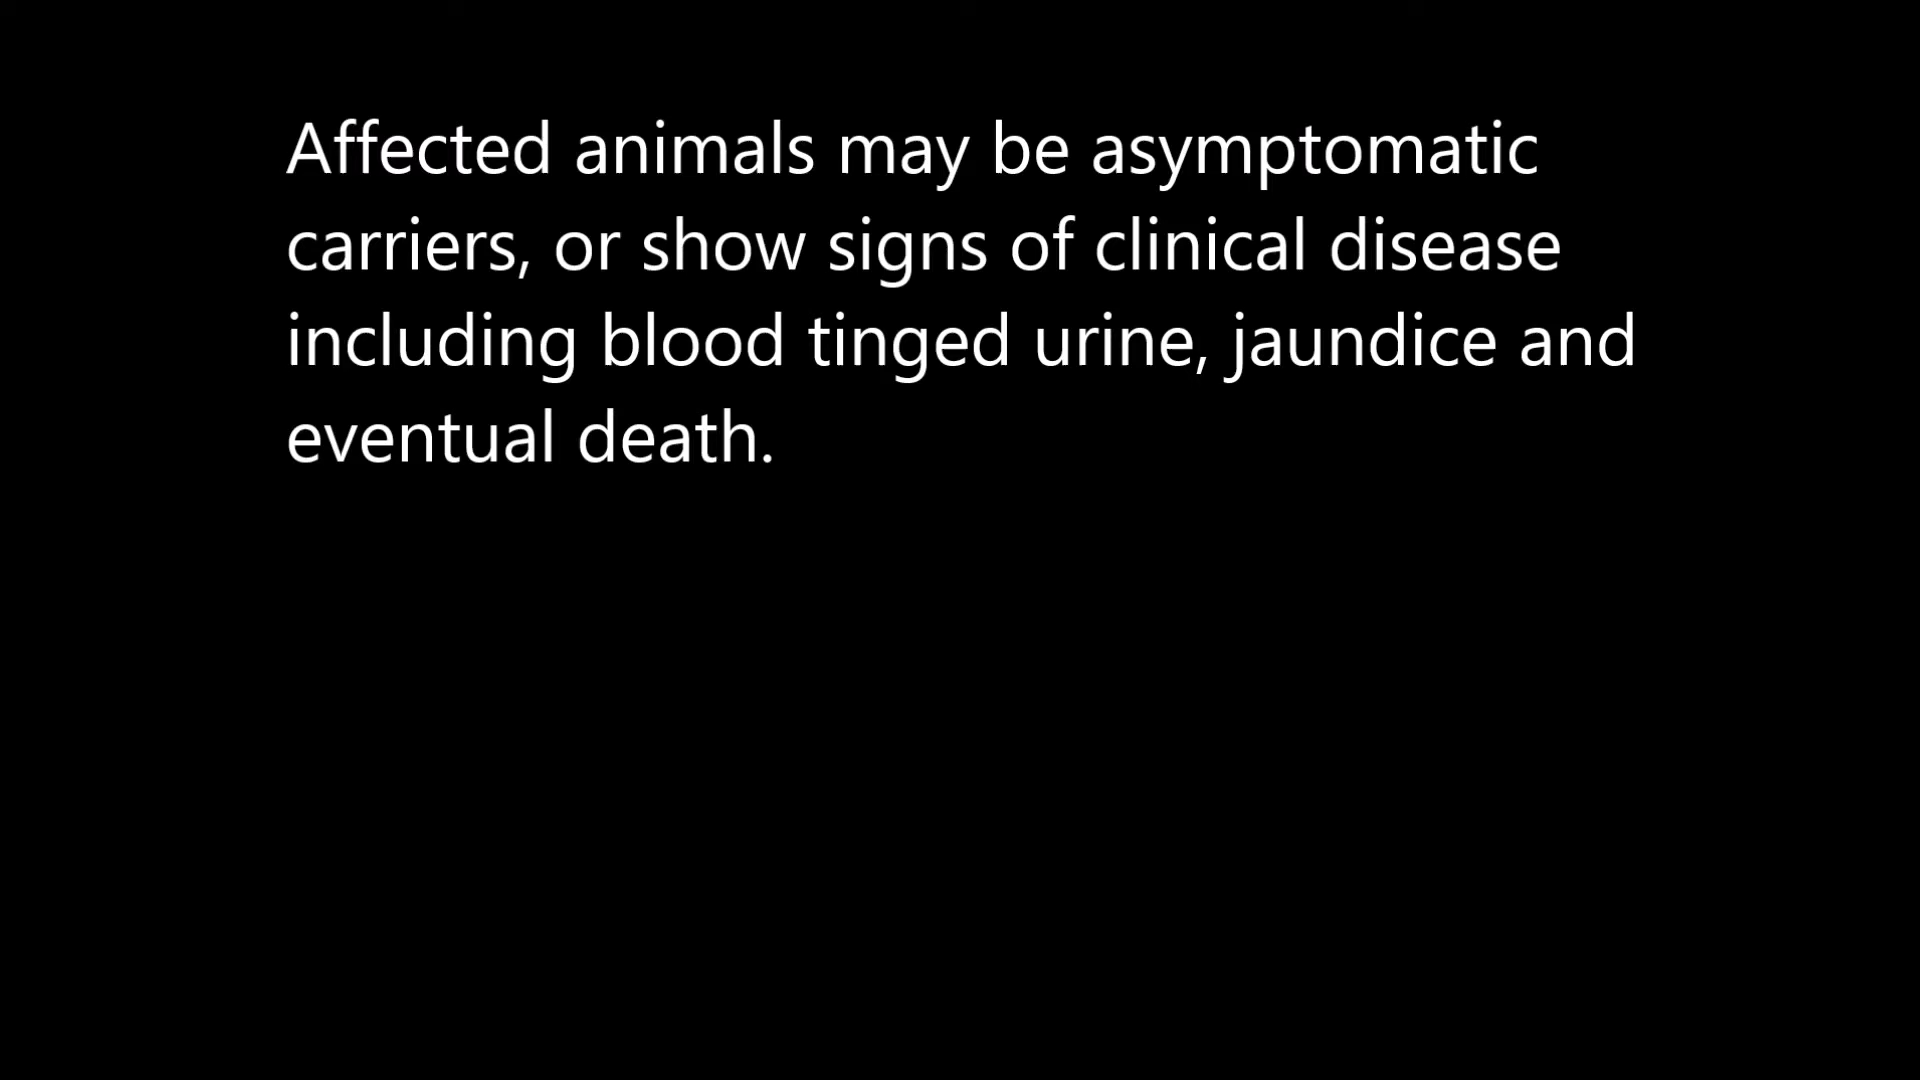 Affected animals may be asymptomatic
carriers, or show signs of clinical disease
including blood tinged urine, jaundice and
eventual death.